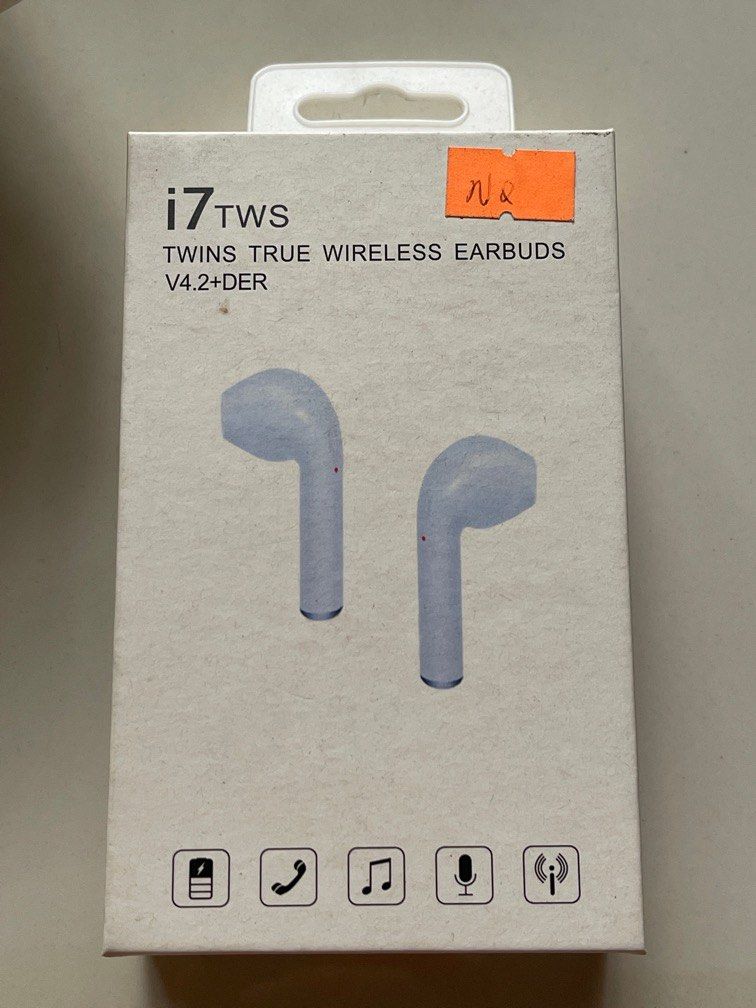 i7TWS
TWINS TRUE WIRELESS EARBUDS
V4.2+DER